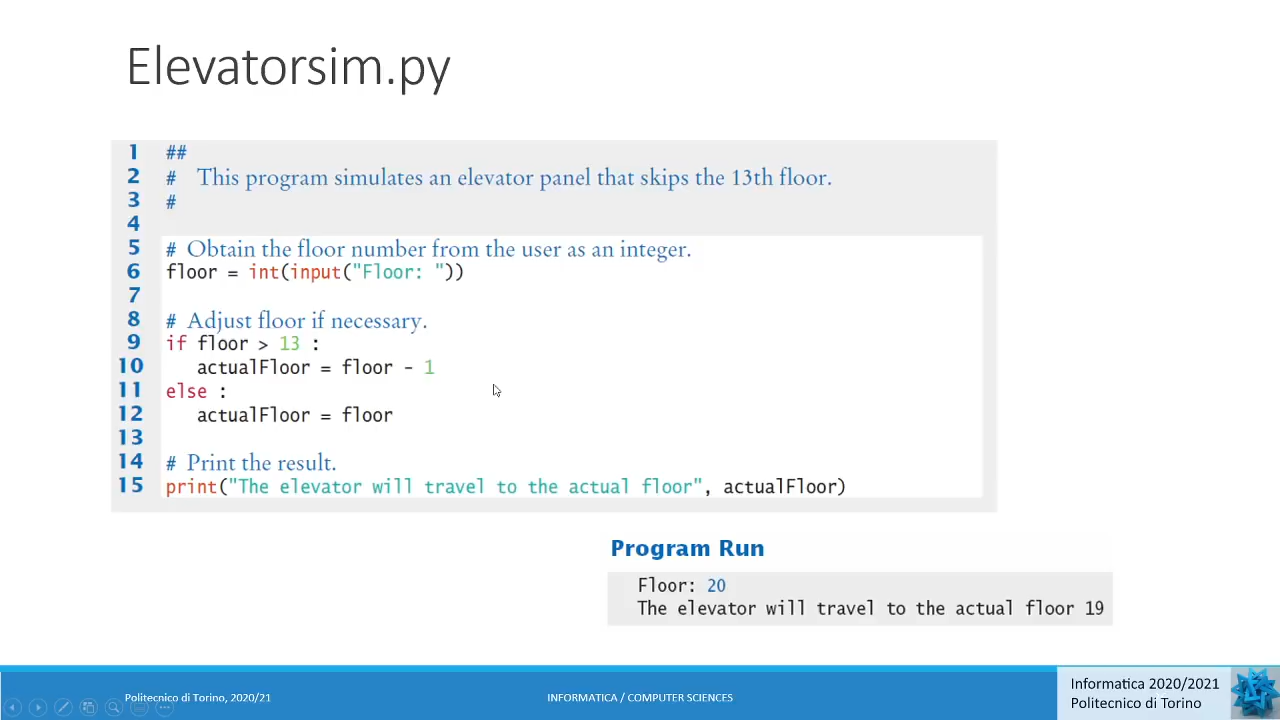 Elevatorsim.py
1 ##
2 # This program simulates an elevator panel that skips the 13th floor.
3 #
4
5 # Obtain the floor number from the user as an integer.
6 floor = int(input("Floor: "))
7
8 # Adjust floor if necessary.
9 if floor > 13 :
10    actualFloor = floor - 1
11 else :
12    actualFloor = floor
13
14 # Print the result.
15 print("The elevator will travel to the actual floor", actualFloor)
Program Run
Floor: 20
The elevator will travel to the actual floor 19
Politecnico di Torino, 2020/21
INFORMATICA / COMPUTER SCIENCES
Informatica 2020/2021
Politecnico di Torino